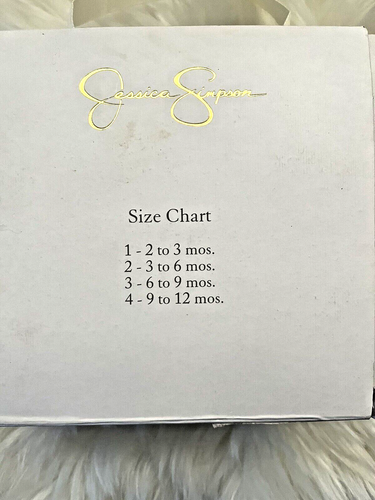 Jessica Simpson
Size Chart
1 - 2 to 3 mos.
2 - 3 to 6 mos.
3 - 6 to 9 mos.
4 - 9 to 12 mos.